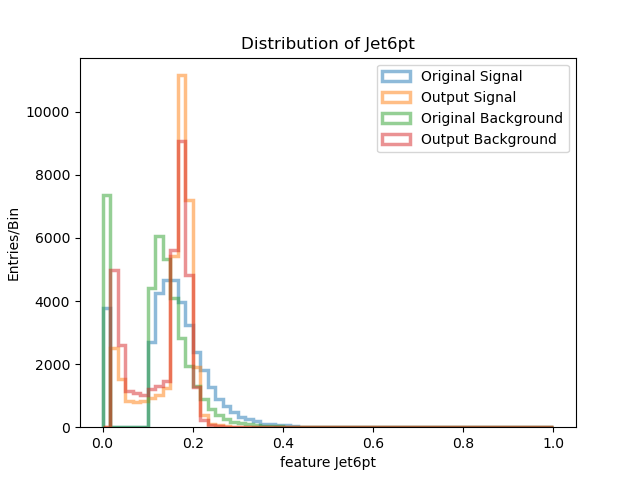 Distribution of Jet6pt
Original Signal
Output Signal
Original Background
Output Background
Entries/Bin
10000
8000
6000
4000
2000
0
0.0 0.2 0.4 0.6 0.8 1.0
feature Jet6pt